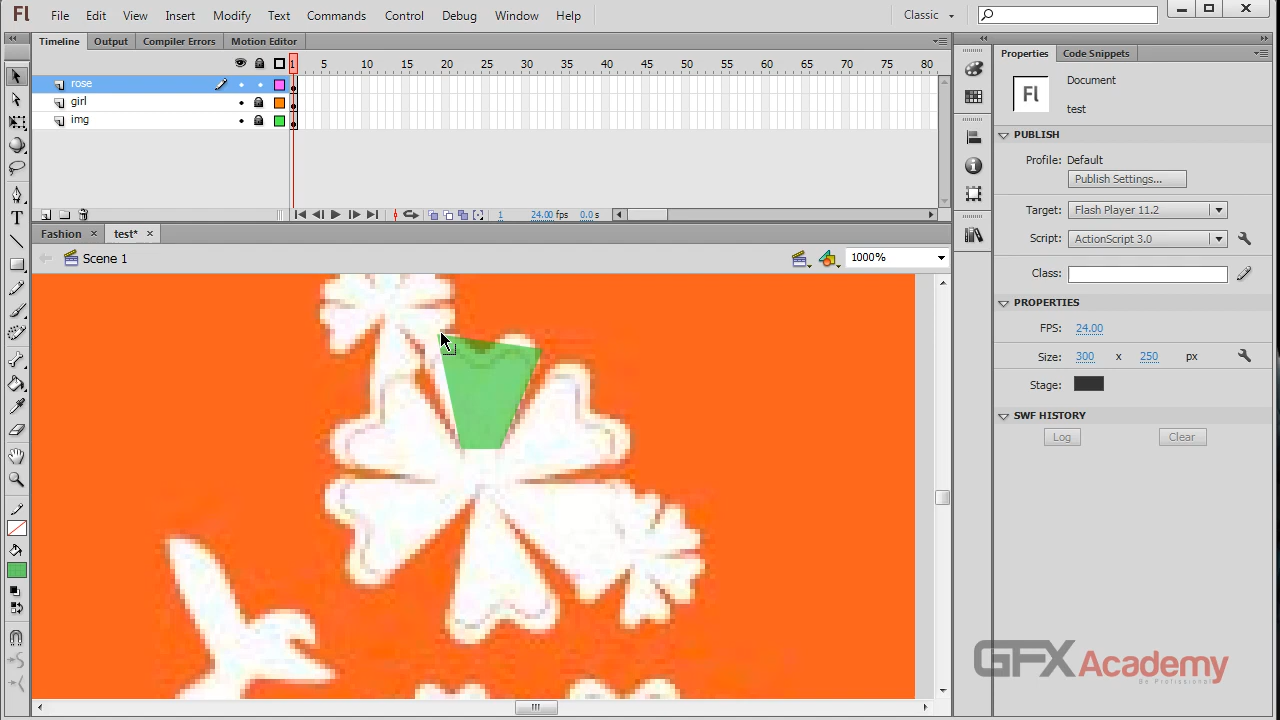 Fl File Edit View Insert Modify Text Commands Control Debug Window Help Classic
Timeline Output Compiler Errors Motion Editor
1 5 10 15 20 25 30 35 40 45 50 55 60 65 70 75 80
rose
girl
img
1 24.00 fps 0.0 s
Fashion test*
Scene 1 1000%
Properties Code Snippets
Fl Document
test
PUBLISH
Profile: Default
Publish Settings...
Target: Flash Player 11.2
Script: ActionScript 3.0
Class:
PROPERTIES
FPS: 24.00
Size: 300 x 250 px
Stage:
SWF HISTORY
Log Clear
GFX Academy
Be Professional